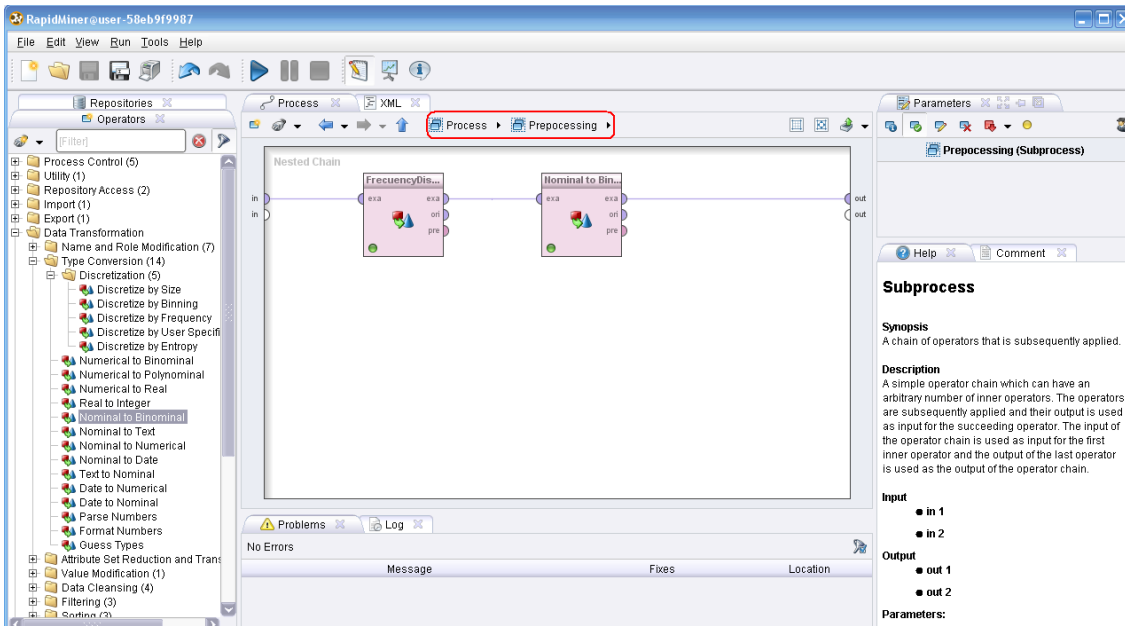 RapidMiner@user-58eb9f9987
File Edit View Run Tools Help
Repositories
Operators
[Filter]
Process Control (5)
Utility (1)
Repository Access (2)
Import (1)
Export (1)
Data Transformation
Name and Role Modification (7)
Type Conversion (14)
Discretization (5)
Discretize by Size
Discretize by Binning
Discretize by Frequency
Discretize by User Specifi
Discretize by Entropy
Numerical to Binominal
Numerical to Polynominal
Numerical to Real
Real to Integer
Nominal to Binominal
Nominal to Text
Nominal to Numerical
Nominal to Date
Text to Nominal
Date to Numerical
Date to Nominal
Parse Numbers
Format Numbers
Guess Types
Attribute Set Reduction and Trans
Value Modification (1)
Data Cleansing (4)
Filtering (3)
Sorting (3)
Process XML
Process Prepocessing
Nested Chain
in
in
FrecuencyDis...
exa exa
ori
pre
Nominal to Bin...
exa exa
ori
pre
out
out
Problems Log
No Errors
Message Fixes Location
Parameters
Prepocessing (Subprocess)
Help Comment
Subprocess
Synopsis
A chain of operators that is subsequently applied.
Description
A simple operator chain which can have an
arbitrary number of inner operators. The operators
are subsequently applied and their output is used
as input for the succeeding operator. The input of
the operator chain is used as input for the first
inner operator and the output of the last operator
is used as the output of the operator chain.
Input
in 1
in 2
Output
out 1
out 2
Parameters: